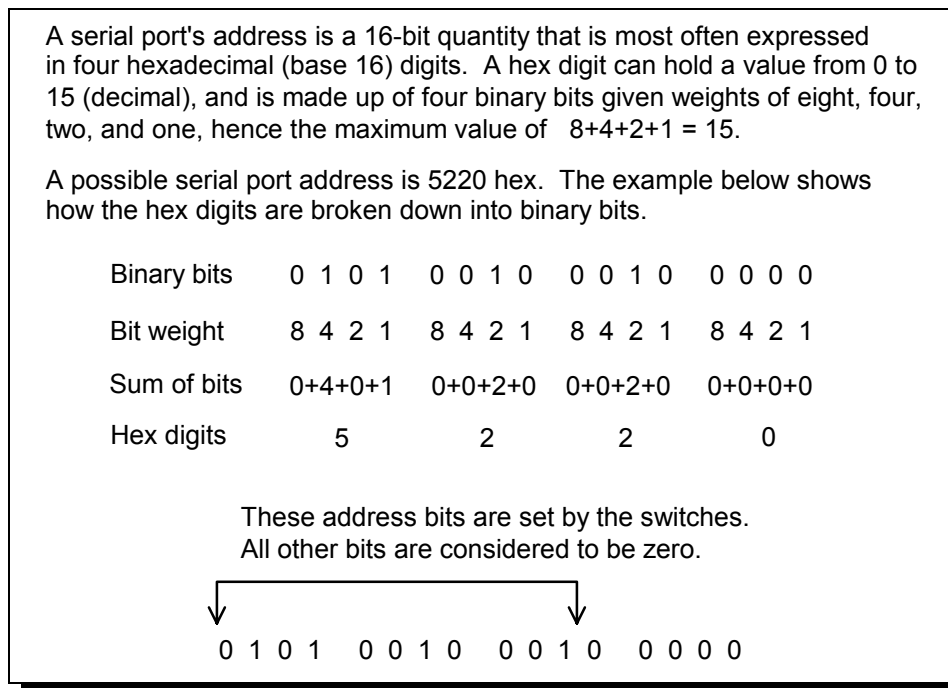 A serial port's address is a 16-bit quantity that is most often expressed
in four hexadecimal (base 16) digits. A hex digit can hold a value from 0 to
15 (decimal), and is made up of four binary bits given weights of eight, four,
two, and one, hence the maximum value of 8+4+2+1 = 15.
A possible serial port address is 5220 hex. The example below shows
how the hex digits are broken down into binary bits.
Binary bits 0 1 0 1 0 0 1 0 0 0 1 0 0 0 0 0
Bit weight 8 4 2 1 8 4 2 1 8 4 2 1 8 4 2 1
Sum of bits 0+4+0+1 0+0+2+0 0+0+2+0 0+0+0+0
Hex digits 5 2 2 0
These address bits are set by the switches.
All other bits are considered to be zero.
0 1 0 1 0 0 1 0 0 0 1 0 0 0 0 0